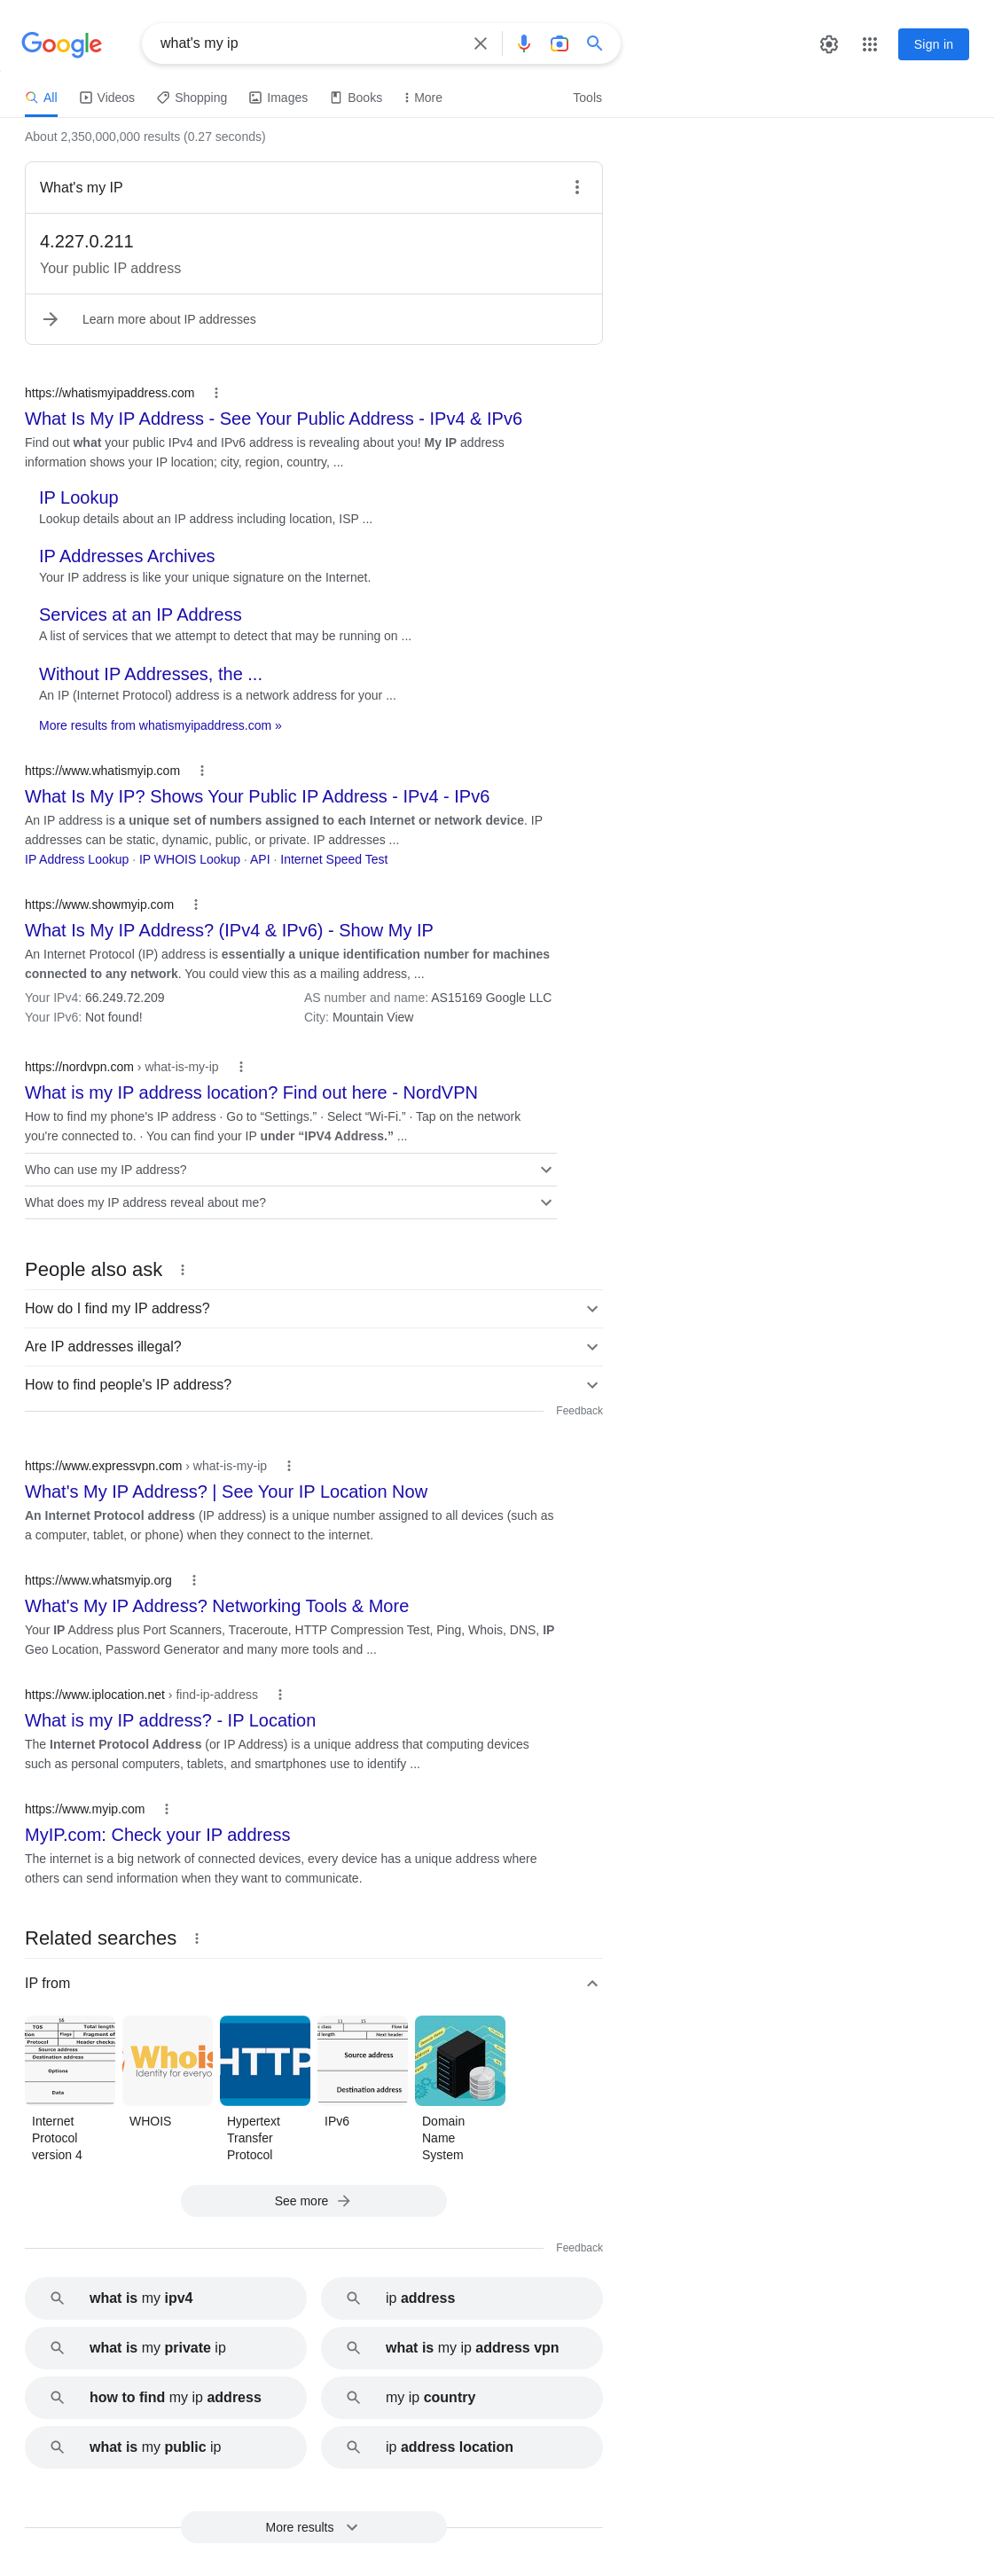 Google
what's my ip
Sign in
All
Videos
Shopping
Images
Books
More
Tools
About 2,350,000,000 results (0.27 seconds)
What's my IP
4.227.0.211
Your public IP address
Learn more about IP addresses
https://whatismyipaddress.com
What Is My IP Address - See Your Public Address - IPv4 & IPv6
Find out what your public IPv4 and IPv6 address is revealing about you! My IP address
information shows your IP location; city, region, country, ...
IP Lookup
Lookup details about an IP address including location, ISP ...
IP Addresses Archives
Your IP address is like your unique signature on the Internet.
Services at an IP Address
A list of services that we attempt to detect that may be running on ...
Without IP Addresses, the ...
An IP (Internet Protocol) address is a network address for your ...
More results from whatismyipaddress.com »
https://www.whatismyip.com
What Is My IP? Shows Your Public IP Address - IPv4 - IPv6
An IP address is a unique set of numbers assigned to each Internet or network device. IP
addresses can be static, dynamic, public, or private. IP addresses ...
IP Address Lookup · IP WHOIS Lookup · API · Internet Speed Test
https://www.showmyip.com
What Is My IP Address? (IPv4 & IPv6) - Show My IP
An Internet Protocol (IP) address is essentially a unique identification number for machines
connected to any network. You could view this as a mailing address, ...
Your IPv4: 66.249.72.209
AS number and name: AS15169 Google LLC
Your IPv6: Not found!
City: Mountain View
https://nordvpn.com › what-is-my-ip
What is my IP address location? Find out here - NordVPN
How to find my phone's IP address · Go to “Settings.” · Select “Wi-Fi.” · Tap on the network
you're connected to. · You can find your IP under “IPV4 Address.” ...
Who can use my IP address?
What does my IP address reveal about me?
People also ask
How do I find my IP address?
Are IP addresses illegal?
How to find people's IP address?
Feedback
https://www.expressvpn.com › what-is-my-ip
What's My IP Address? | See Your IP Location Now
An Internet Protocol address (IP address) is a unique number assigned to all devices (such as
a computer, tablet, or phone) when they connect to the internet.
https://www.whatsmyip.org
What's My IP Address? Networking Tools & More
Your IP Address plus Port Scanners, Traceroute, HTTP Compression Test, Ping, Whois, DNS, IP
Geo Location, Password Generator and many more tools and ...
https://www.iplocation.net › find-ip-address
What is my IP address? - IP Location
The Internet Protocol Address (or IP Address) is a unique address that computing devices
such as personal computers, tablets, and smartphones use to identify ...
https://www.myip.com
MyIP.com: Check your IP address
The internet is a big network of connected devices, every device has a unique address where
others can send information when they want to communicate.
Related searches
IP from
TOS Total length
Flags Fragment of
Protocol Header checks
Source address
Destination address
Options
Data
Whois
Identity for everyo
HTTP
Next header
Source address
Destination address
Internet
Protocol
version 4
WHOIS
Hypertext
Transfer
Protocol
IPv6
Domain
Name
System
See more
Feedback
what is my ipv4
ip address
what is my private ip
what is my ip address vpn
how to find my ip address
my ip country
what is my public ip
ip address location
More results